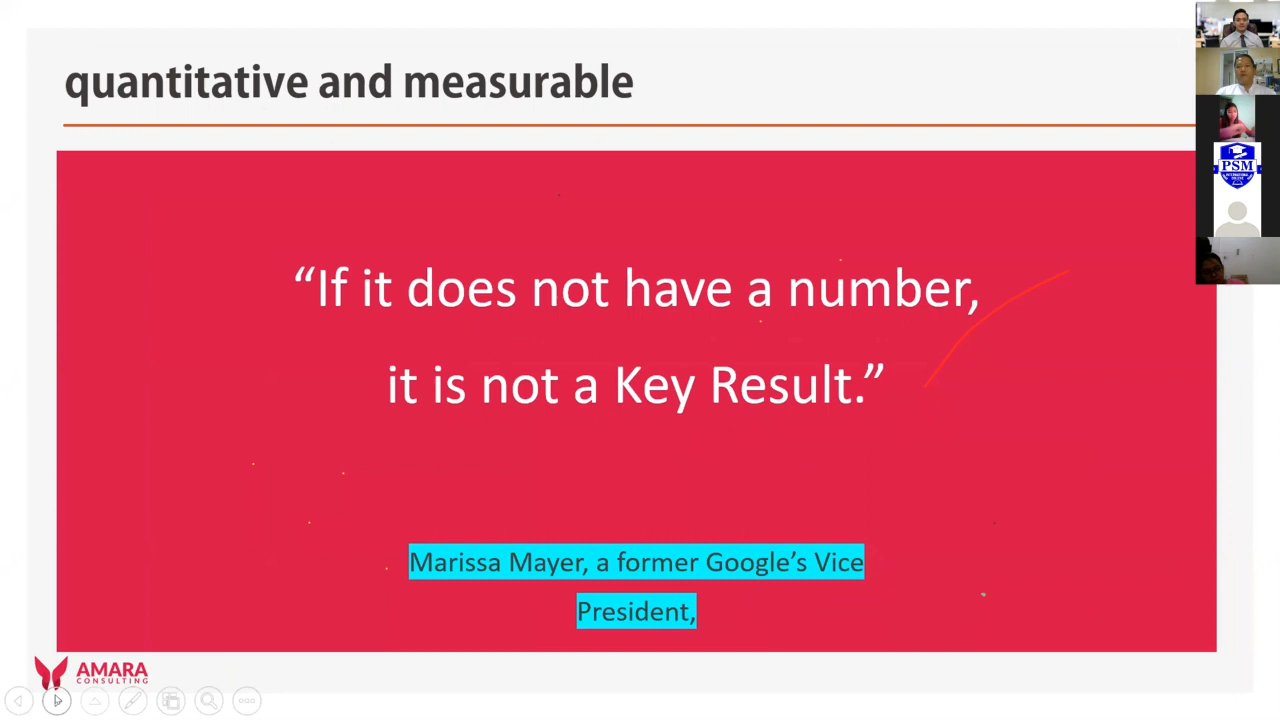 quantitative and measurable
“If it does not have a number,
it is not a Key Result.”
Marissa Mayer, a former Google’s Vice
President,
AMARA
CONSULTING
PSM